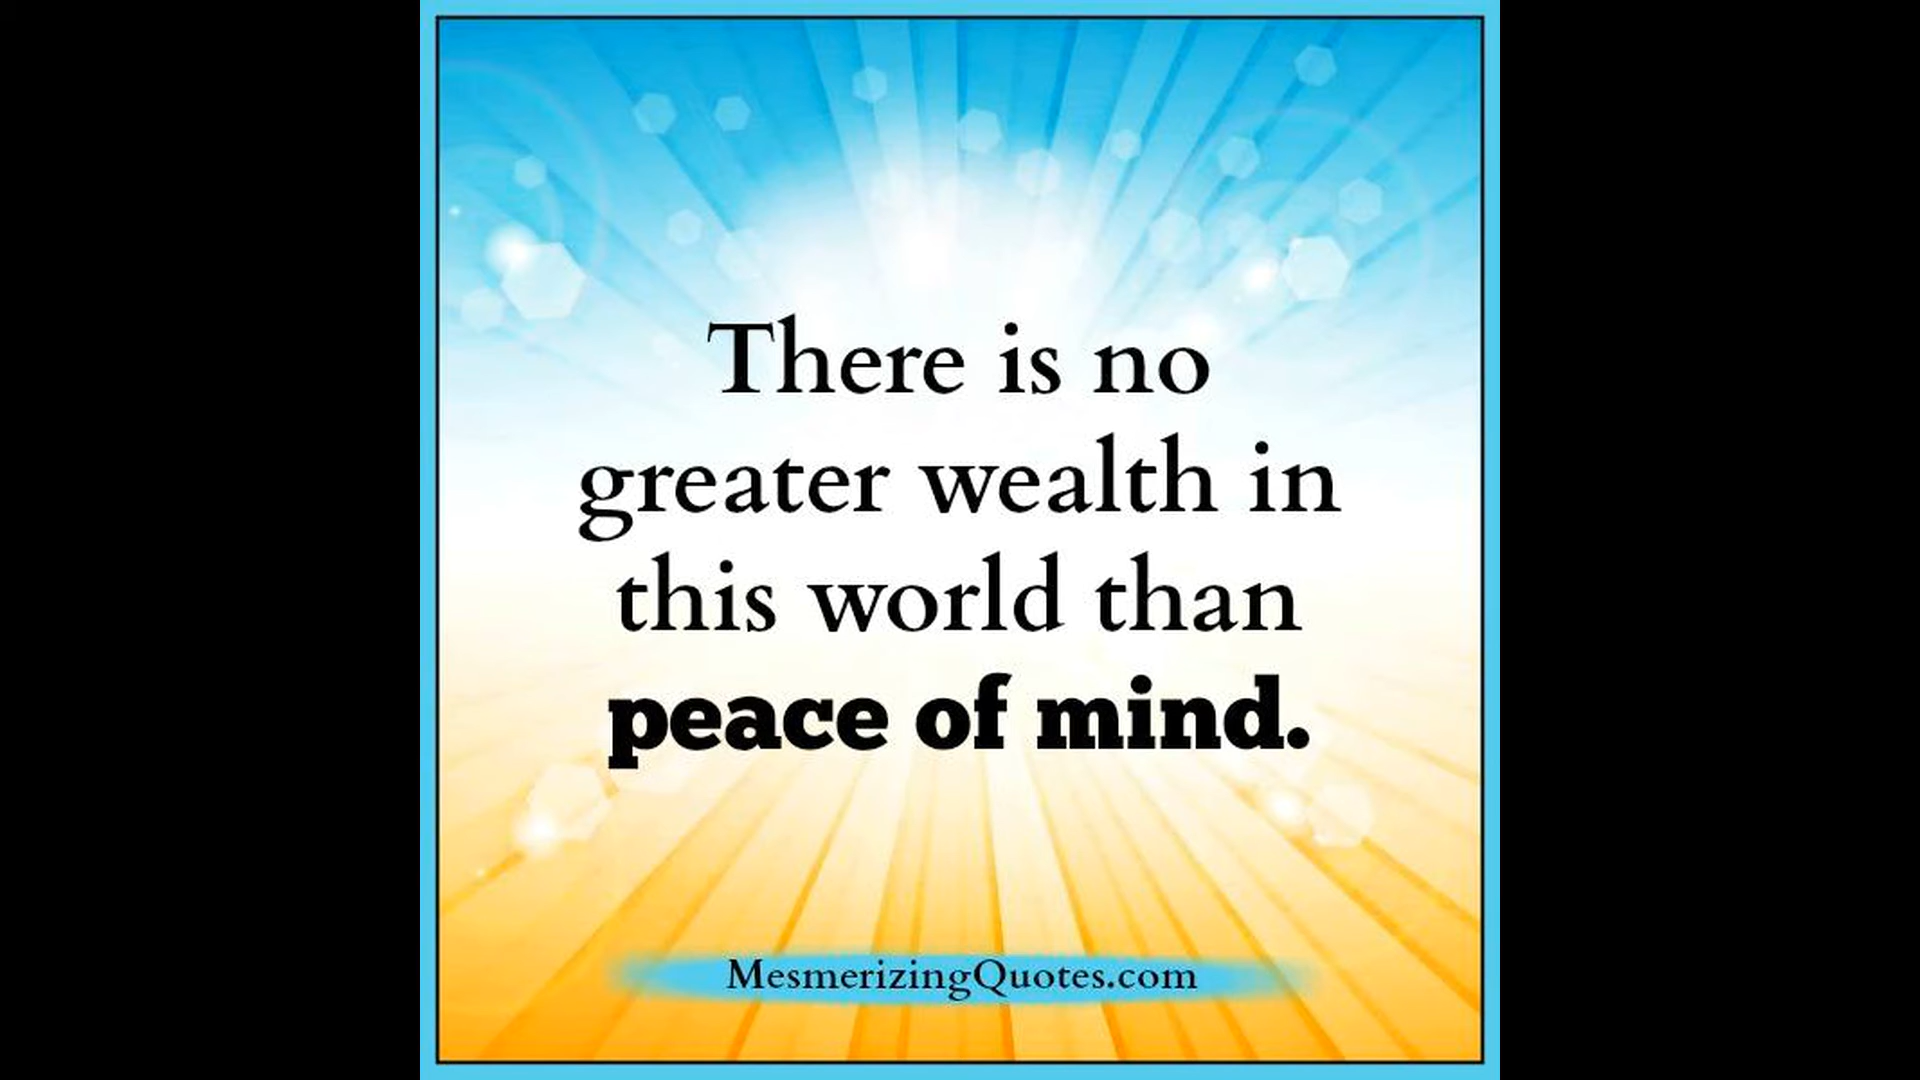 There is no
greater wealth in
this world than
peace of mind.
MesmerizingQuotes.com